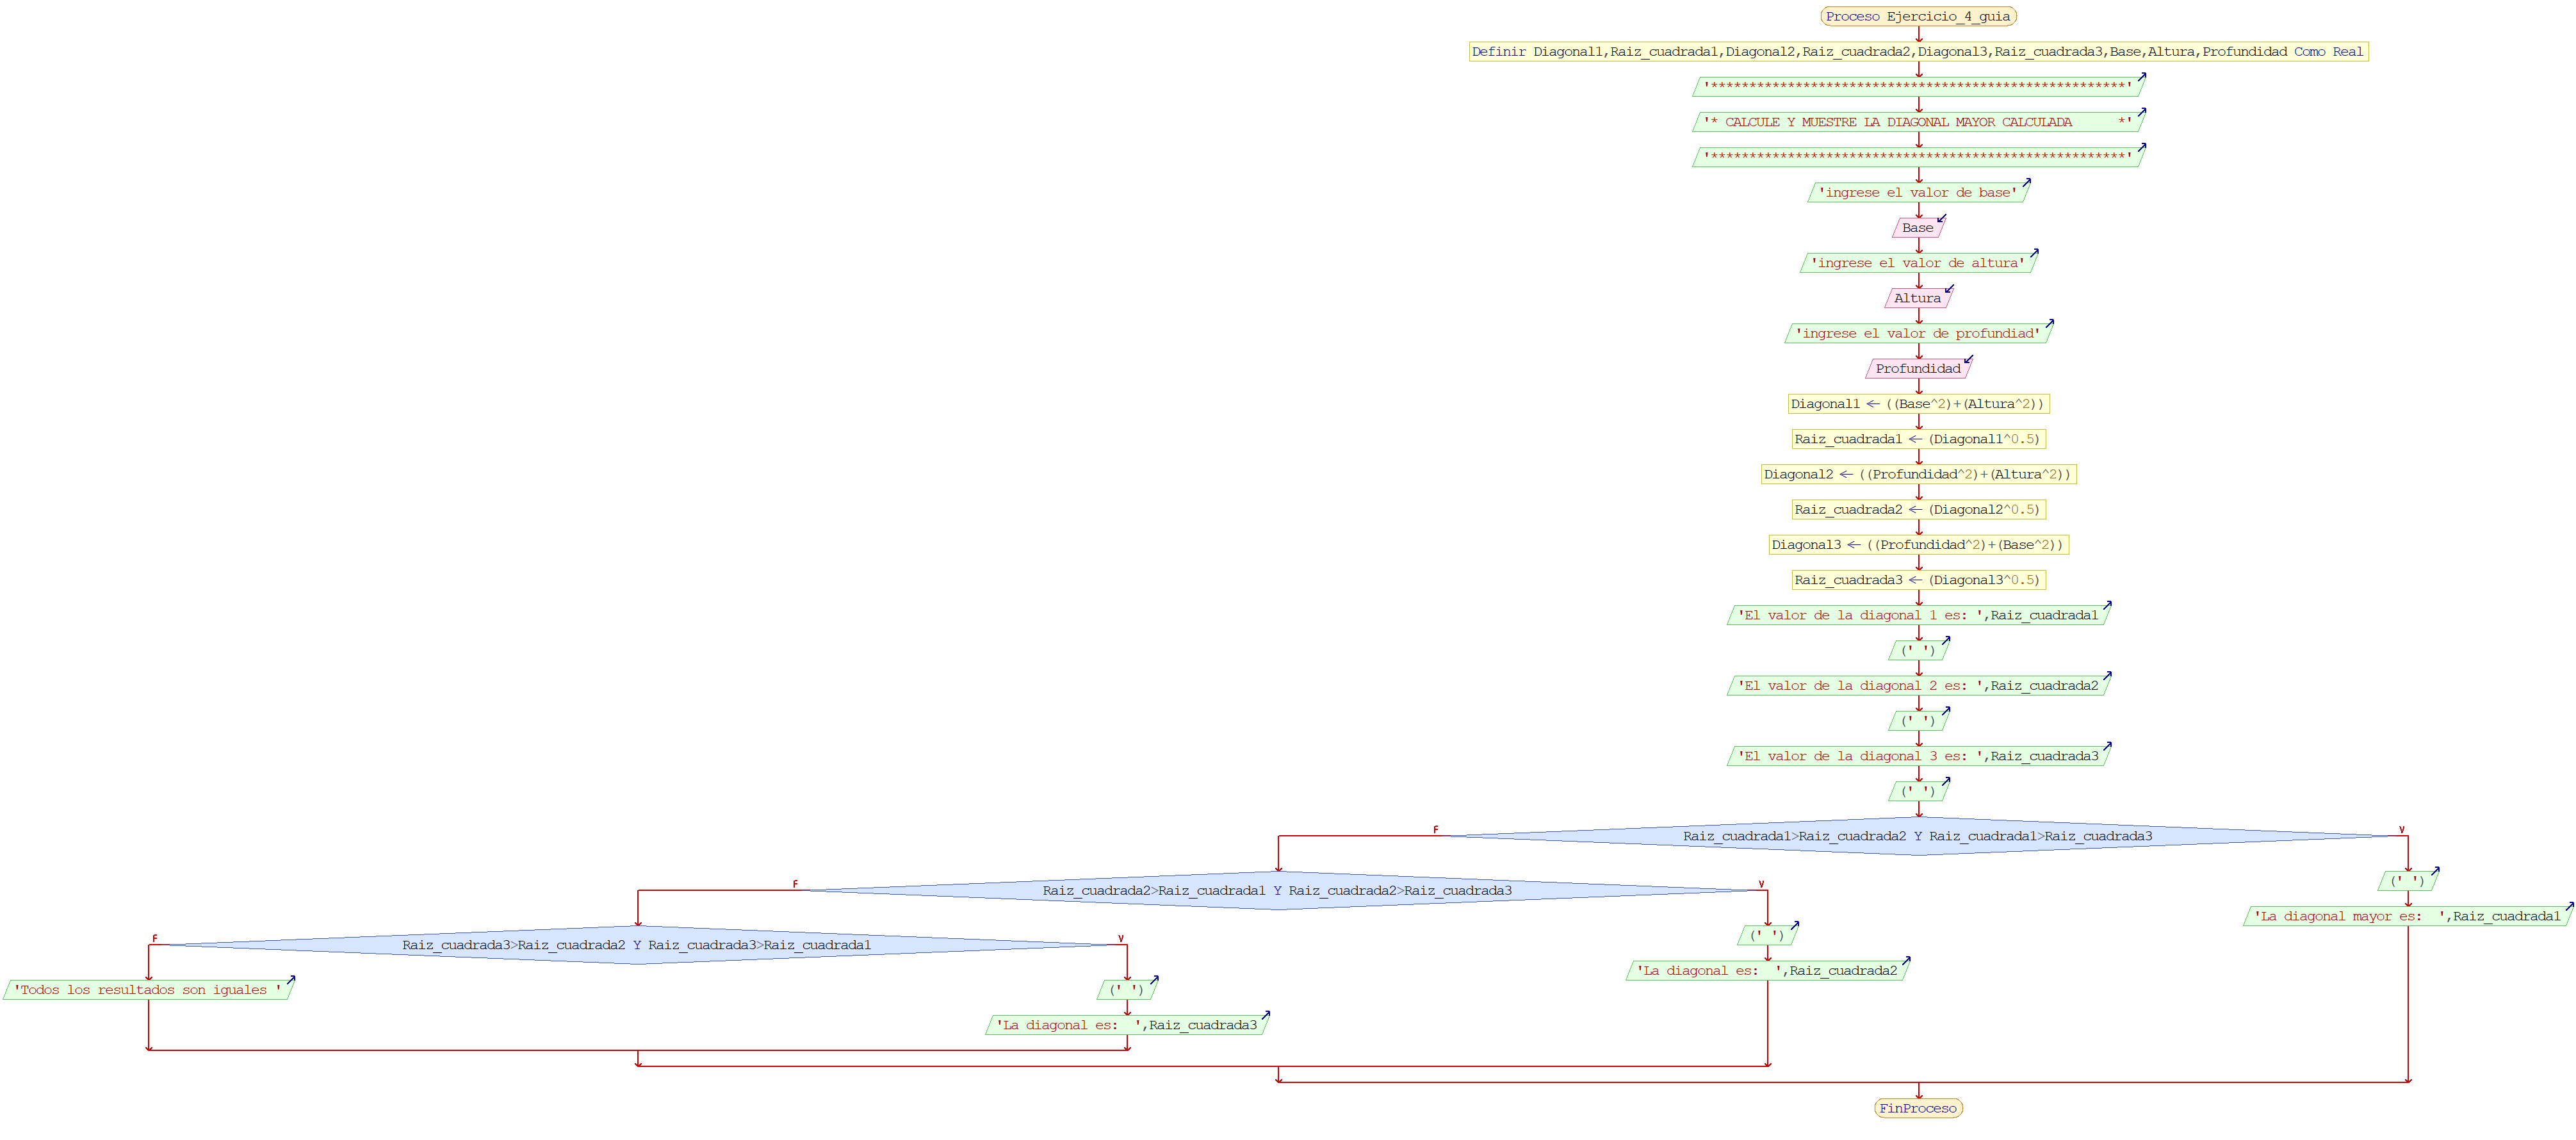 Proceso Ejercicio_4_guia
Definir Diagonal1,Raiz_cuadrada1,Diagonal2,Raiz_cuadrada2,Diagonal3,Raiz_cuadrada3,Base,Altura,Profundidad Como Real
'******************************************************'
'* CALCULE Y MUESTRE LA DIAGONAL MAYOR CALCULADA      *'
'******************************************************'
'ingrese el valor de base'
Base
'ingrese el valor de altura'
Altura
'ingrese el valor de profundiad'
Profundidad
Diagonal1 ← ((Base^2)+(Altura^2))
Raiz_cuadrada1 ← (Diagonal1^0.5)
Diagonal2 ← ((Profundidad^2)+(Altura^2))
Raiz_cuadrada2 ← (Diagonal2^0.5)
Diagonal3 ← ((Profundidad^2)+(Base^2))
Raiz_cuadrada3 ← (Diagonal3^0.5)
'El valor de la diagonal 1 es: ',Raiz_cuadrada1
(' ')
'El valor de la diagonal 2 es: ',Raiz_cuadrada2
(' ')
'El valor de la diagonal 3 es: ',Raiz_cuadrada3
(' ')
F
Raiz_cuadrada1>Raiz_cuadrada2 Y Raiz_cuadrada1>Raiz_cuadrada3
V
(' ')
'La diagonal mayor es:  ',Raiz_cuadrada1
F
Raiz_cuadrada2>Raiz_cuadrada1 Y Raiz_cuadrada2>Raiz_cuadrada3
V
(' ')
'La diagonal es:  ',Raiz_cuadrada2
F
Raiz_cuadrada3>Raiz_cuadrada2 Y Raiz_cuadrada3>Raiz_cuadrada1
V
'Todos los resultados son iguales '
(' ')
'La diagonal es:  ',Raiz_cuadrada3
FinProceso